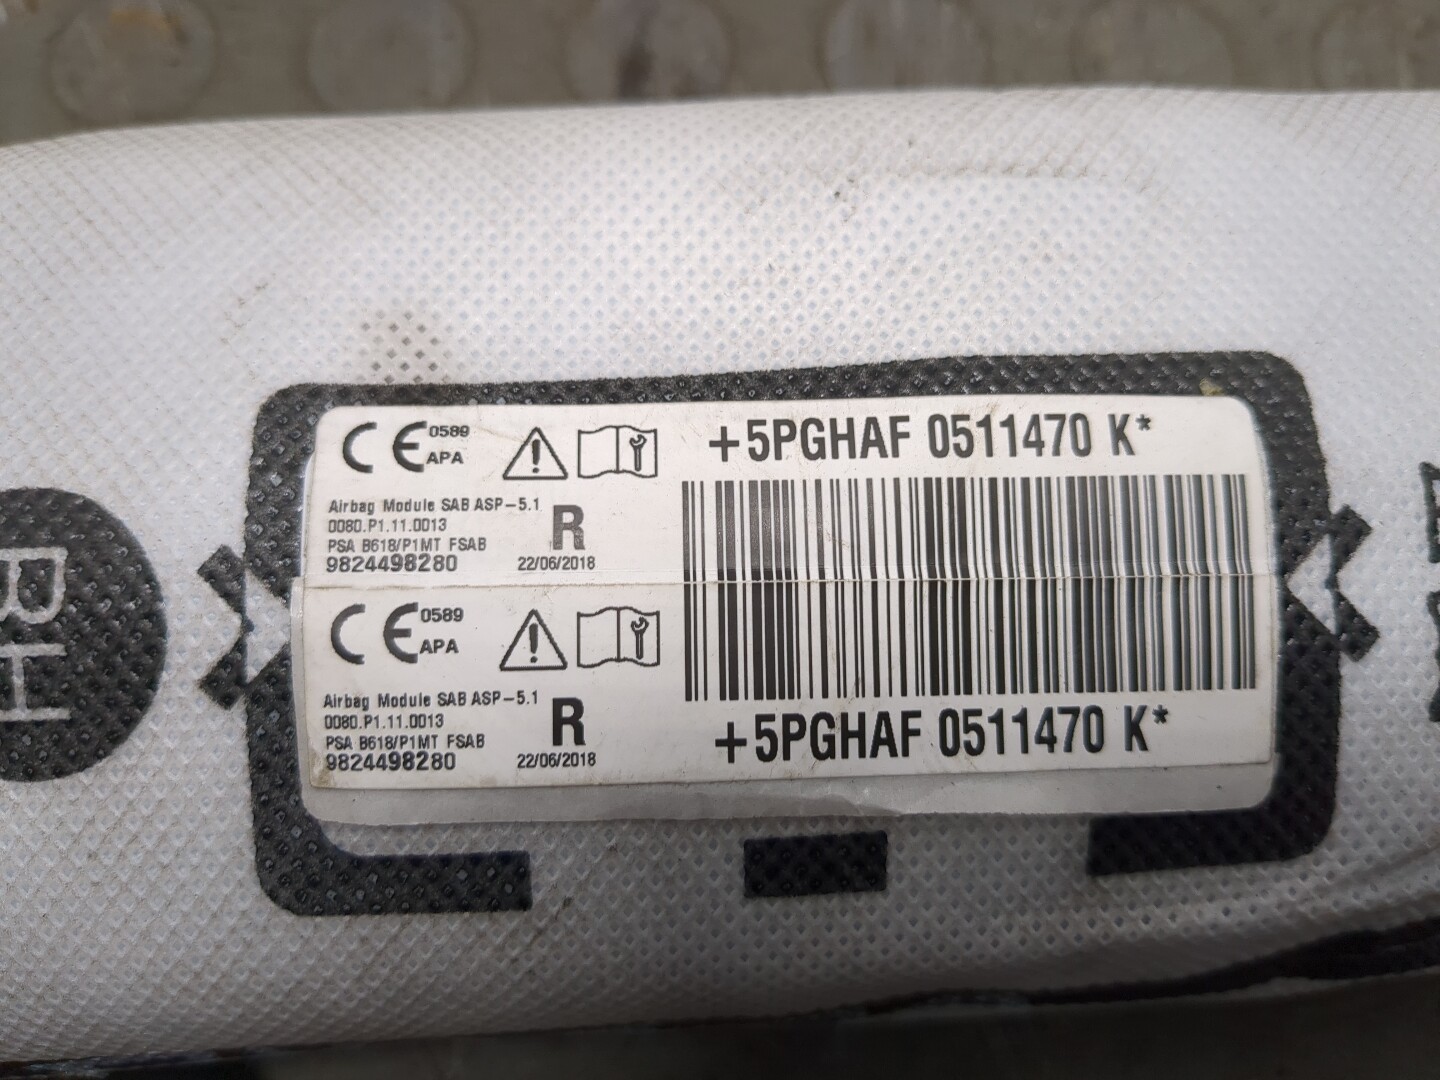 CE 0589
APA
+5PGHAF 0511470 K*
Airbag Module SAB ASP-5.1
0080.P1.11.0013
PSA B618/P1MT FSAB
9824498280
R
22/06/2018
CE 0589
APA
Airbag Module SAB ASP-5.1
0080.P1.11.0013
PSA B618/P1MT FSAB
9824498280
R
22/06/2018
+5PGHAF 0511470 K*
RH